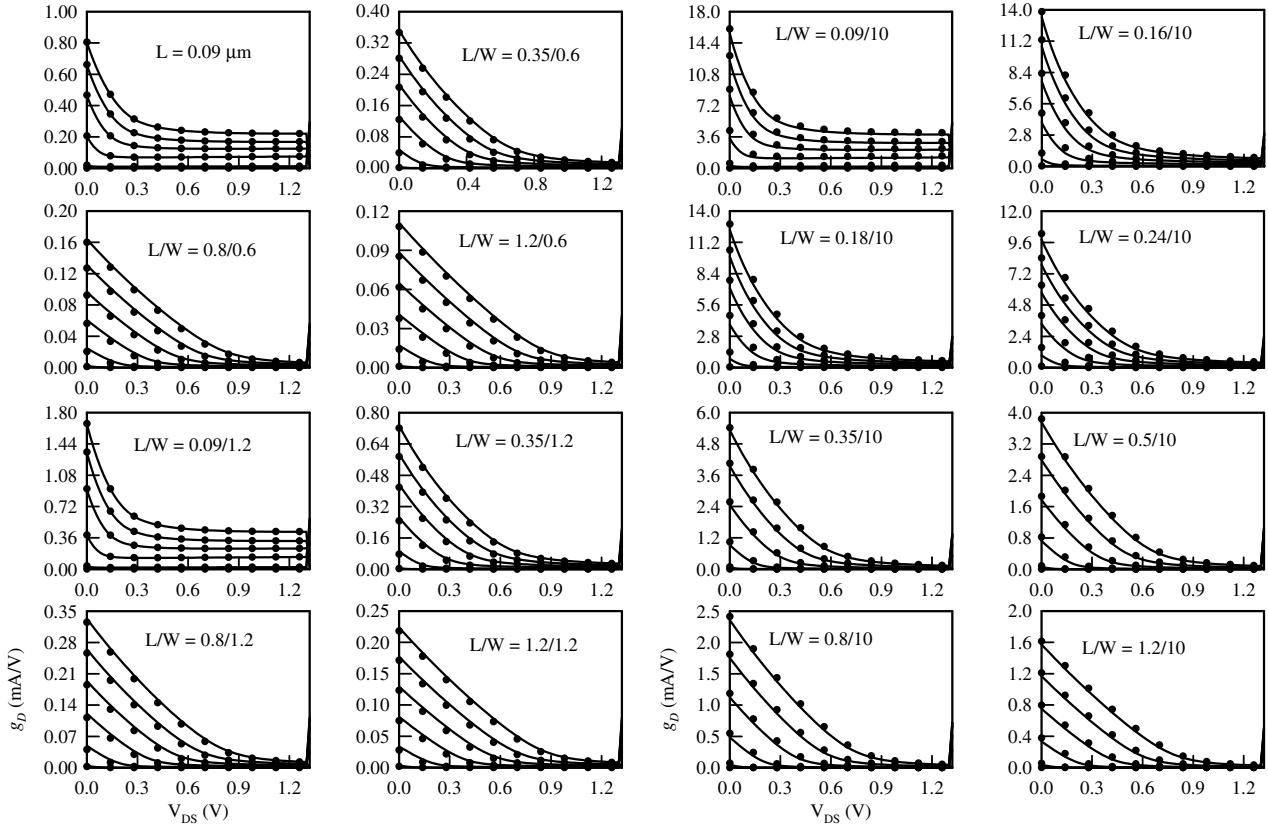 1.00
0.80
0.60
0.40
0.20
0.00
L = 0.09 μm
0.0 0.3 0.6 0.9 1.2
0.40
0.32
0.24
0.16
0.08
0.00
L/W = 0.35/0.6
0.0 0.4 0.8 1.2
18.0
14.4
10.8
7.2
3.6
0.0
L/W = 0.09/10
0.0 0.3 0.6 0.9 1.2
14.0
11.2
8.4
5.6
2.8
0.0
L/W = 0.16/10
0.0 0.3 0.6 0.9 1.2
0.20
0.16
0.12
0.08
0.04
0.00
L/W = 0.8/0.6
0.0 0.3 0.6 0.9 1.2
0.12
0.09
0.06
0.03
0.00
L/W = 1.2/0.6
0.0 0.3 0.6 0.9 1.2
14.0
11.2
8.4
5.6
2.8
0.0
L/W = 0.18/10
0.0 0.3 0.6 0.9 1.2
12.0
9.6
7.2
4.8
2.4
0.0
L/W = 0.24/10
0.0 0.3 0.6 0.9 1.2
1.80
1.44
1.08
0.72
0.36
0.00
L/W = 0.09/1.2
0.0 0.3 0.6 0.9 1.2
0.80
0.64
0.48
0.32
0.16
0.00
L/W = 0.35/1.2
0.0 0.3 0.6 0.9 1.2
6.0
4.8
3.6
2.4
1.2
0.0
L/W = 0.35/10
0.0 0.3 0.6 0.9 1.2
4.0
3.2
2.4
1.6
0.8
0.0
L/W = 0.5/10
0.0 0.3 0.6 0.9 1.2
g_D (mA/V)
0.35
0.28
0.21
0.14
0.07
0.00
L/W = 0.8/1.2
0.0 0.3 0.6 0.9 1.2
V_DS (V)
0.25
0.20
0.15
0.10
0.05
0.00
L/W = 1.2/1.2
0.0 0.3 0.6 0.9 1.2
g_D (mA/V)
2.5
2.0
1.5
1.0
0.5
0.0
L/W = 0.8/10
0.0 0.3 0.6 0.9 1.2
V_DS (V)
2.0
1.6
1.2
0.8
0.4
0.0
L/W = 1.2/10
0.0 0.3 0.6 0.9 1.2